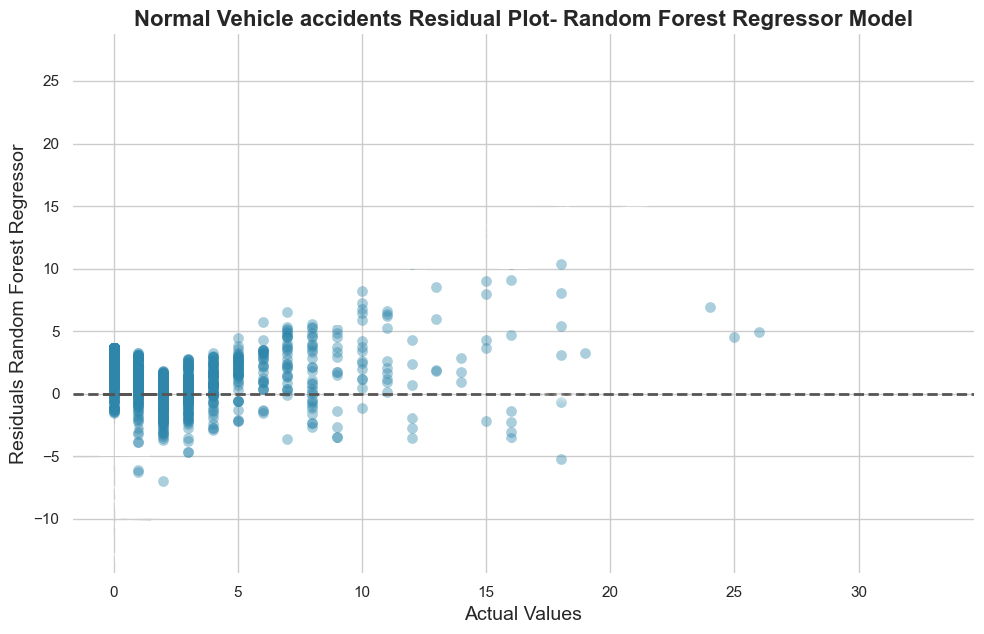 Normal Vehicle accidents Residual Plot- Random Forest Regressor Model
25
20
15
10
5
0
−5
−10
Residuals Random Forest Regressor
0 5 10 15 20 25 30
Actual Values